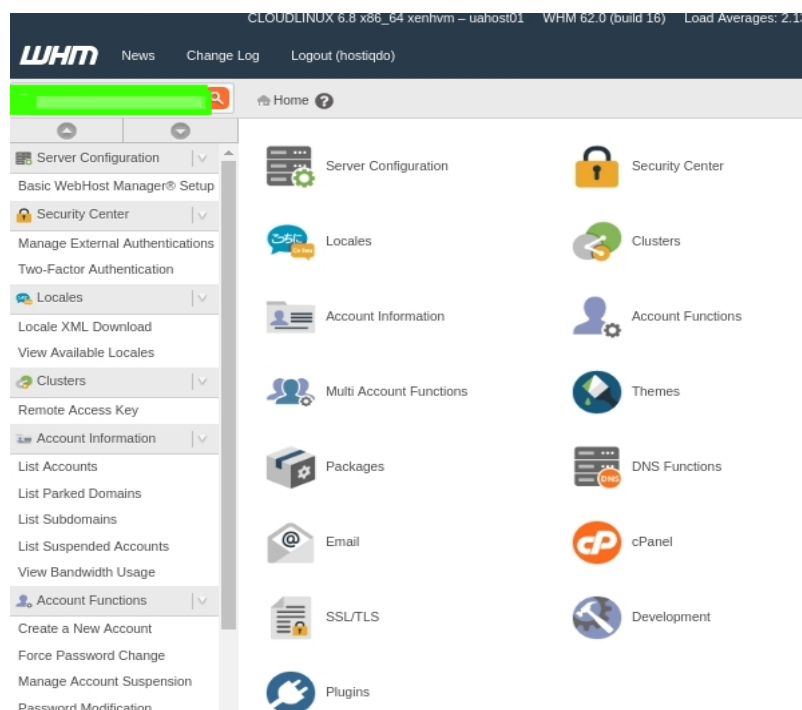 CLOUDLINUX 6.8 x86_64 xenhvm – uahost01 WHM 62.0 (build 16) Load Averages: 2.13
WHM News Change Log Logout (hostiqdo)
Home
Server Configuration
Basic WebHost Manager® Setup
Security Center
Manage External Authentications
Two-Factor Authentication
Locales
Locale XML Download
View Available Locales
Clusters
Remote Access Key
Account Information
List Accounts
List Parked Domains
List Subdomains
List Suspended Accounts
View Bandwidth Usage
Account Functions
Create a New Account
Force Password Change
Manage Account Suspension
Password Modification
Server Configuration
Security Center
Locales
Clusters
Account Information
Account Functions
Multi Account Functions
Themes
Packages
DNS
DNS Functions
@
Email
cP
cPanel
SSL/TLS
Development
Plugins